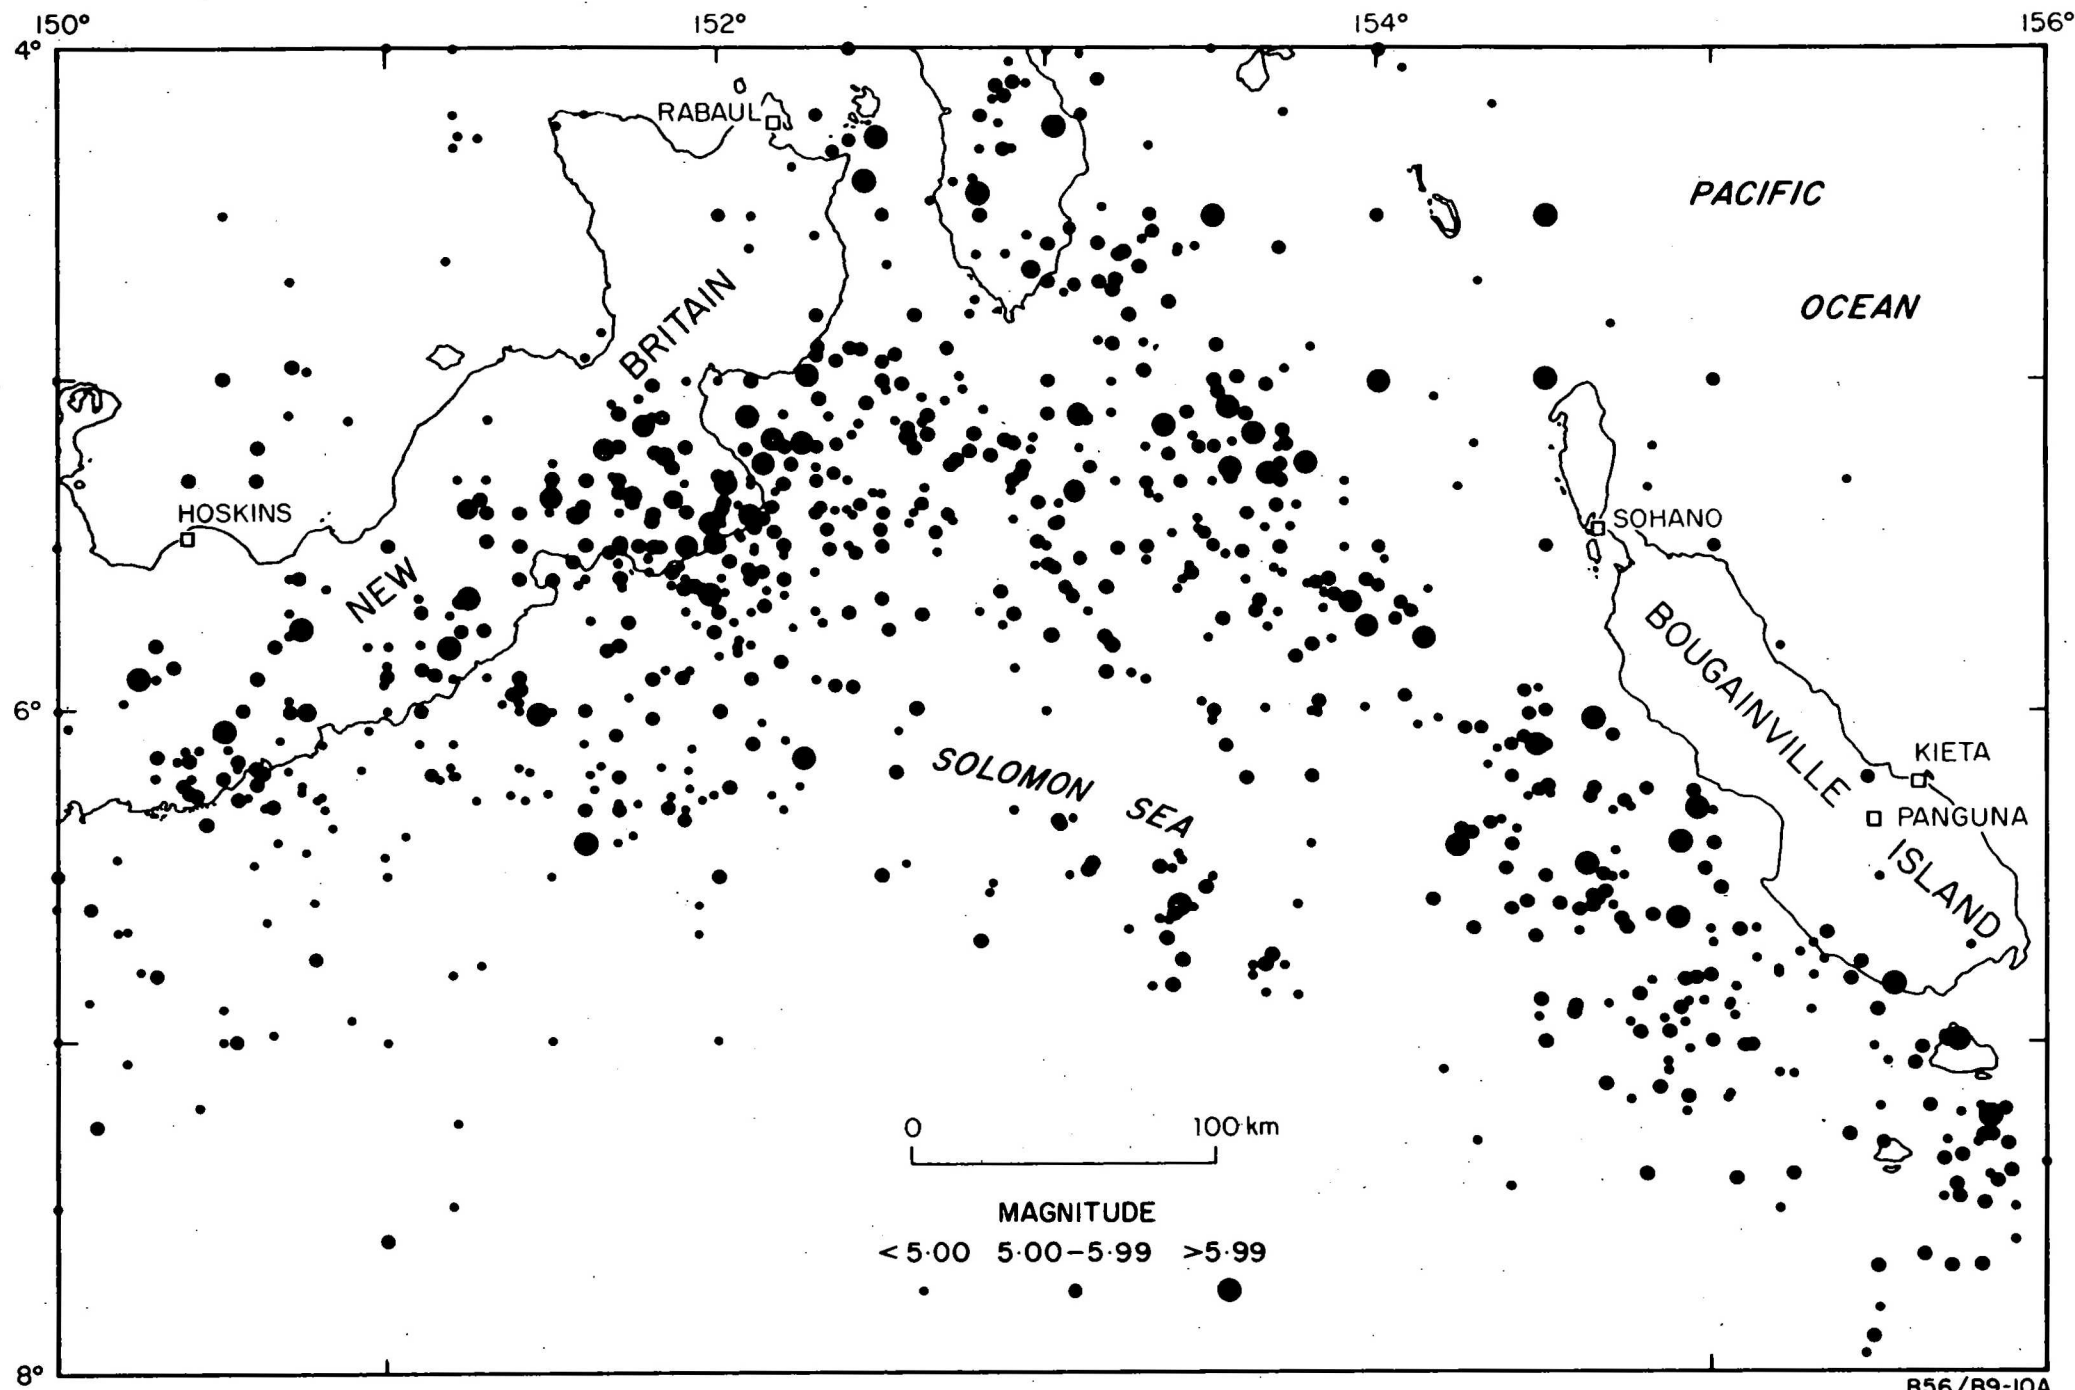 150° 152° 154° 156°
4°
RABAUL
PACIFIC
OCEAN
BRITAIN
HOSKINS
SOHANO
NEW
BOUGAINVILLE
6°
KIETA
SOLOMON SEA
PANGUNA
ISLAND
0 100 km
MAGNITUDE
<5·00 5·00–5·99 >5·99
8°
B56/B9-10A